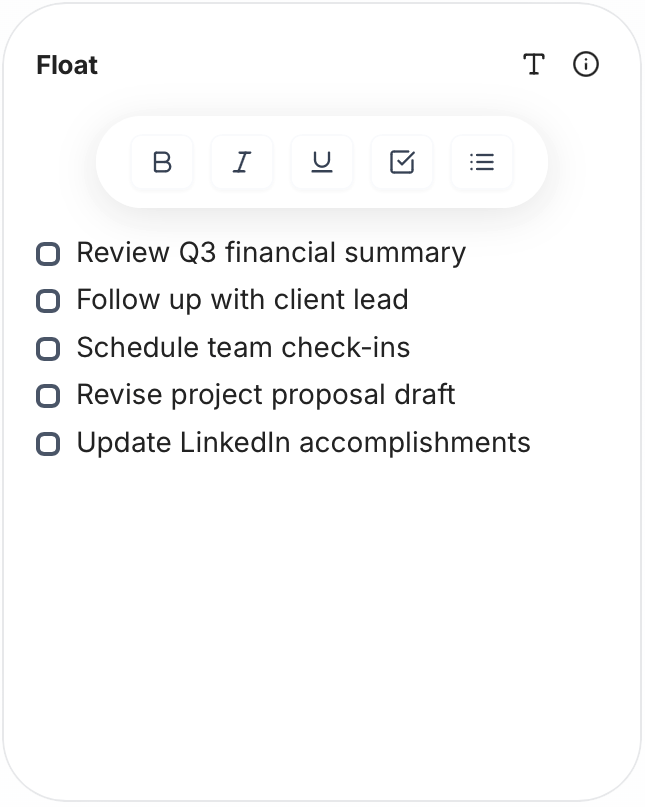 Float
B I U
Review Q3 financial summary
Follow up with client lead
Schedule team check-ins
Revise project proposal draft
Update LinkedIn accomplishments